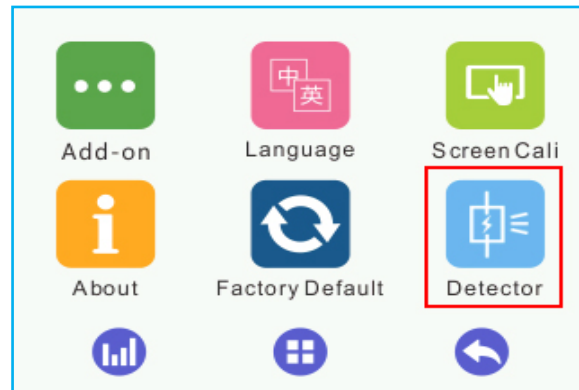 中
英
Add-on Language Screen Cali
i
About Factory Default Detector